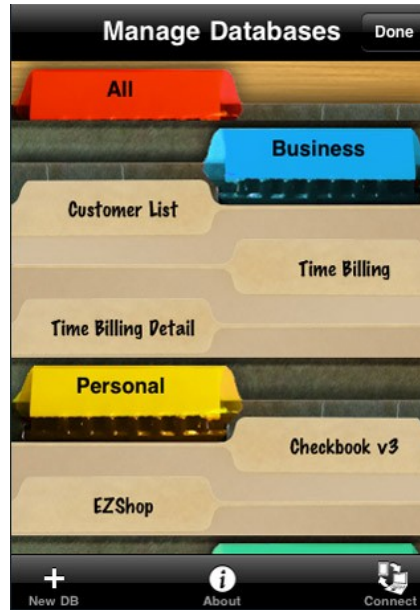 Manage Databases
Done
All
Business
Customer List
Time Billing
Time Billing Detail
Personal
Checkbook v3
EZShop
New DB
About
Connect